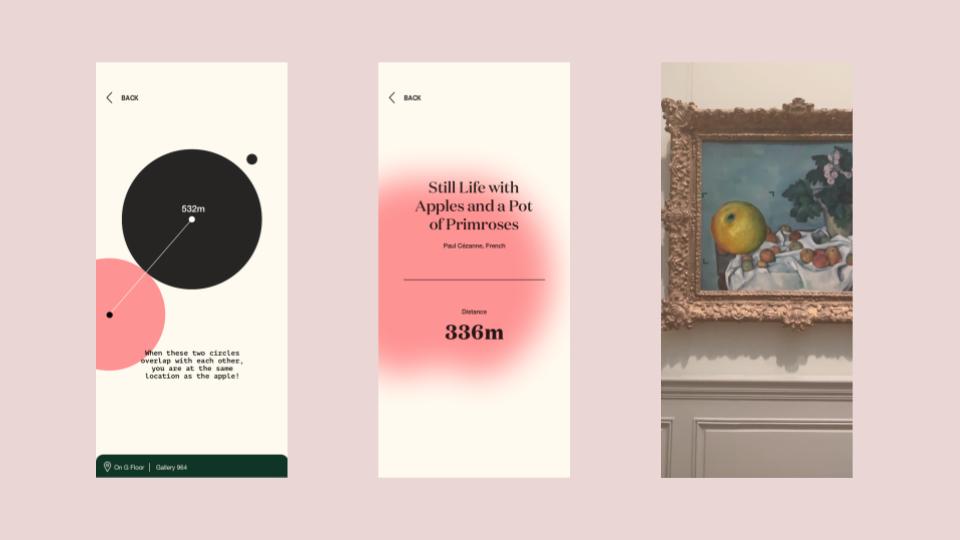 BACK
532m
When these two circles
overlap with each other,
you are at the same
location as the apple!
On G Floor | Gallery 964
BACK
Still Life with
Apples and a Pot
of Primroses
Paul Cézanne, French
Distance
336m